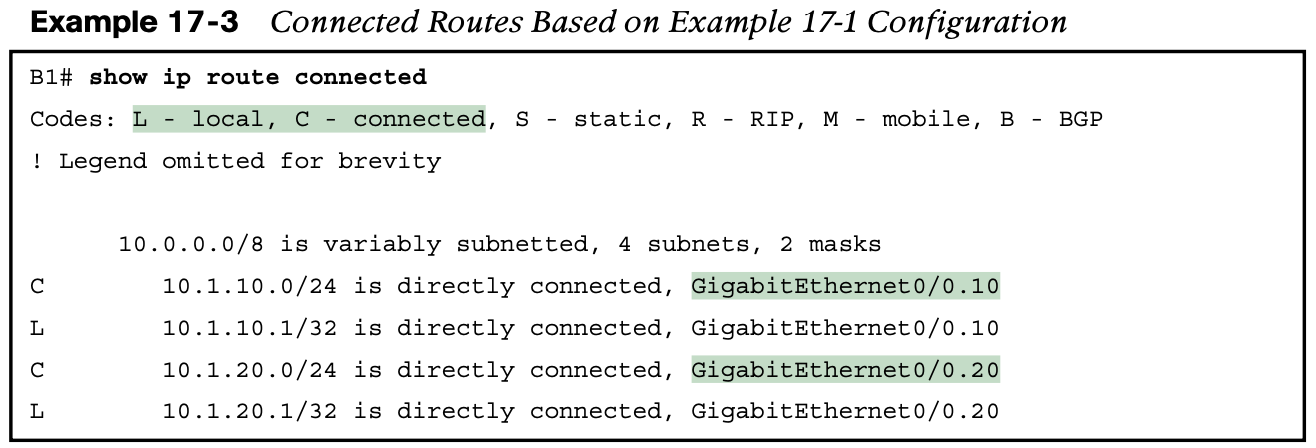 Example 17-3 Connected Routes Based on Example 17-1 Configuration
B1# show ip route connected
Codes: L - local, C - connected, S - static, R - RIP, M - mobile, B - BGP
! Legend omitted for brevity
10.0.0.0/8 is variably subnetted, 4 subnets, 2 masks
C 10.1.10.0/24 is directly connected, GigabitEthernet0/0.10
L 10.1.10.1/32 is directly connected, GigabitEthernet0/0.10
C 10.1.20.0/24 is directly connected, GigabitEthernet0/0.20
L 10.1.20.1/32 is directly connected, GigabitEthernet0/0.20